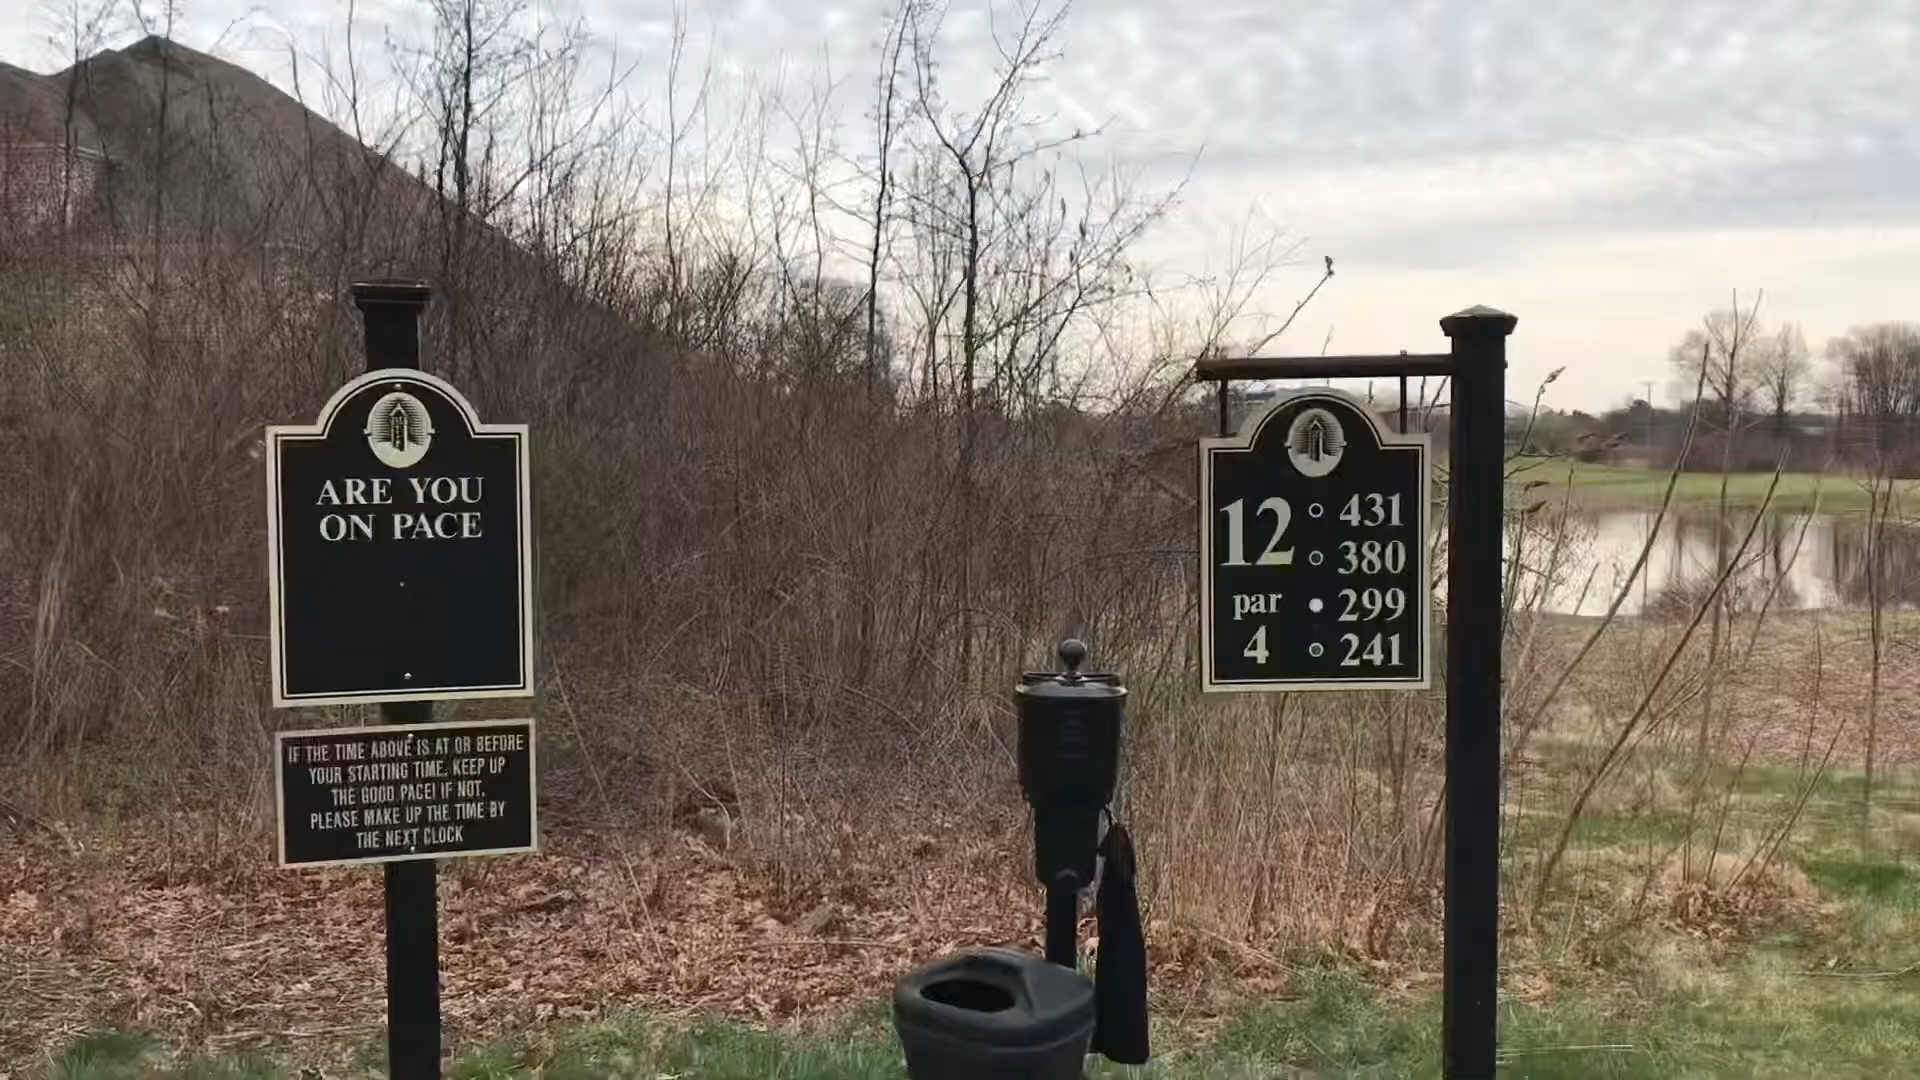 ARE YOU
ON PACE
IF THE TIME ABOVE IS AT OR BEFORE
YOUR STARTING TIME, KEEP UP
THE GOOD PACE! IF NOT,
PLEASE MAKE UP THE TIME BY
THE NEXT CLOCK
12 431
380
par 299
4 241